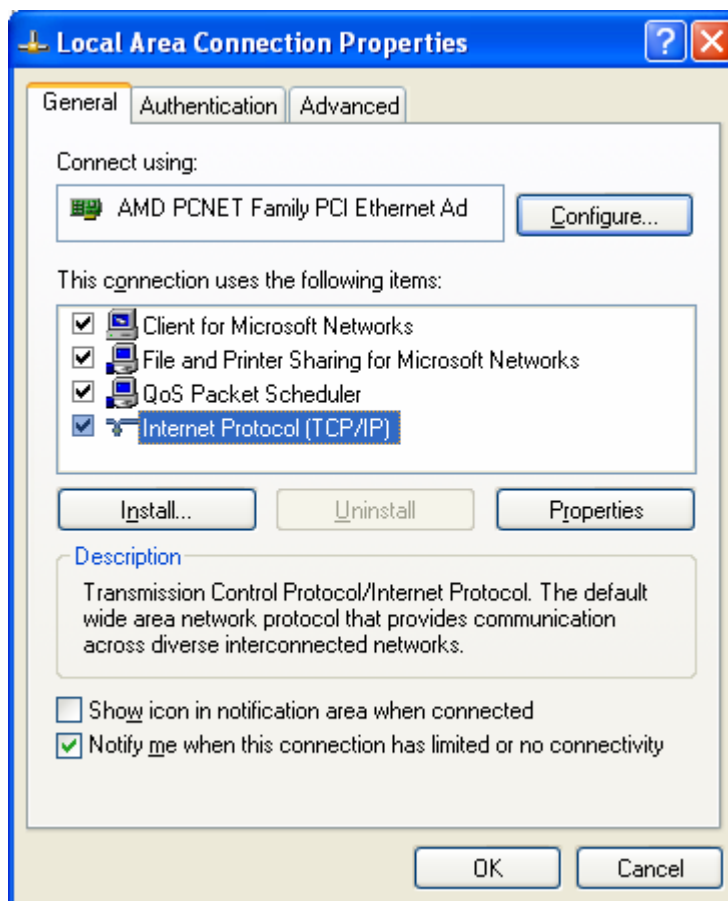 Local Area Connection Properties
General Authentication Advanced
Connect using:
AMD PCNET Family PCI Ethernet Ad
Configure...
This connection uses the following items:
Client for Microsoft Networks
File and Printer Sharing for Microsoft Networks
QoS Packet Scheduler
Internet Protocol (TCP/IP)
Install... Uninstall Properties
Description
Transmission Control Protocol/Internet Protocol. The default
wide area network protocol that provides communication
across diverse interconnected networks.
Show icon in notification area when connected
Notify me when this connection has limited or no connectivity
OK Cancel